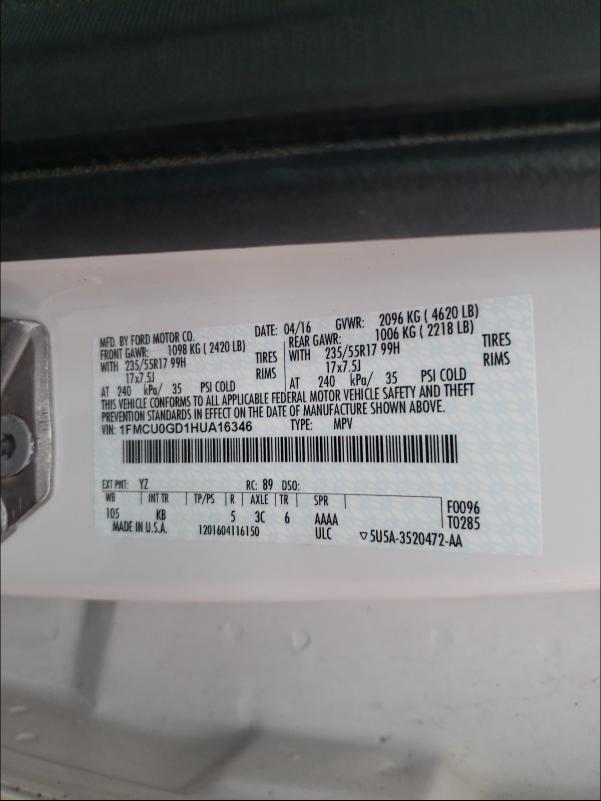 MFD. BY FORD MOTOR CO. DATE: 04/16 GVWR: 2096 KG ( 4620 LB)
FRONT GAWR: 1098 KG ( 2420 LB) REAR GAWR: 1006 KG ( 2218 LB)
WITH 235/55R17 99H TIRES WITH 235/55R17 99H TIRES
17x7.5J RIMS 17x7.5J RIMS
AT 240 kPa/ 35 PSI COLD AT 240 kPa/ 35 PSI COLD
THIS VEHICLE CONFORMS TO ALL APPLICABLE FEDERAL MOTOR VEHICLE SAFETY AND THEFT
PREVENTION STANDARDS IN EFFECT ON THE DATE OF MANUFACTURE SHOWN ABOVE.
VIN: 1FMCU0GD1HUA16346 TYPE: MPV
EXT PNT: YZ RC: 89 DSO:
WB INT TR TP/PS R AXLE TR SPR
105 KB 5 3C 6 AAAA F0096
MADE IN U.S.A. 1201604116150 ULC T0285
▽5U5A-3520472-AA